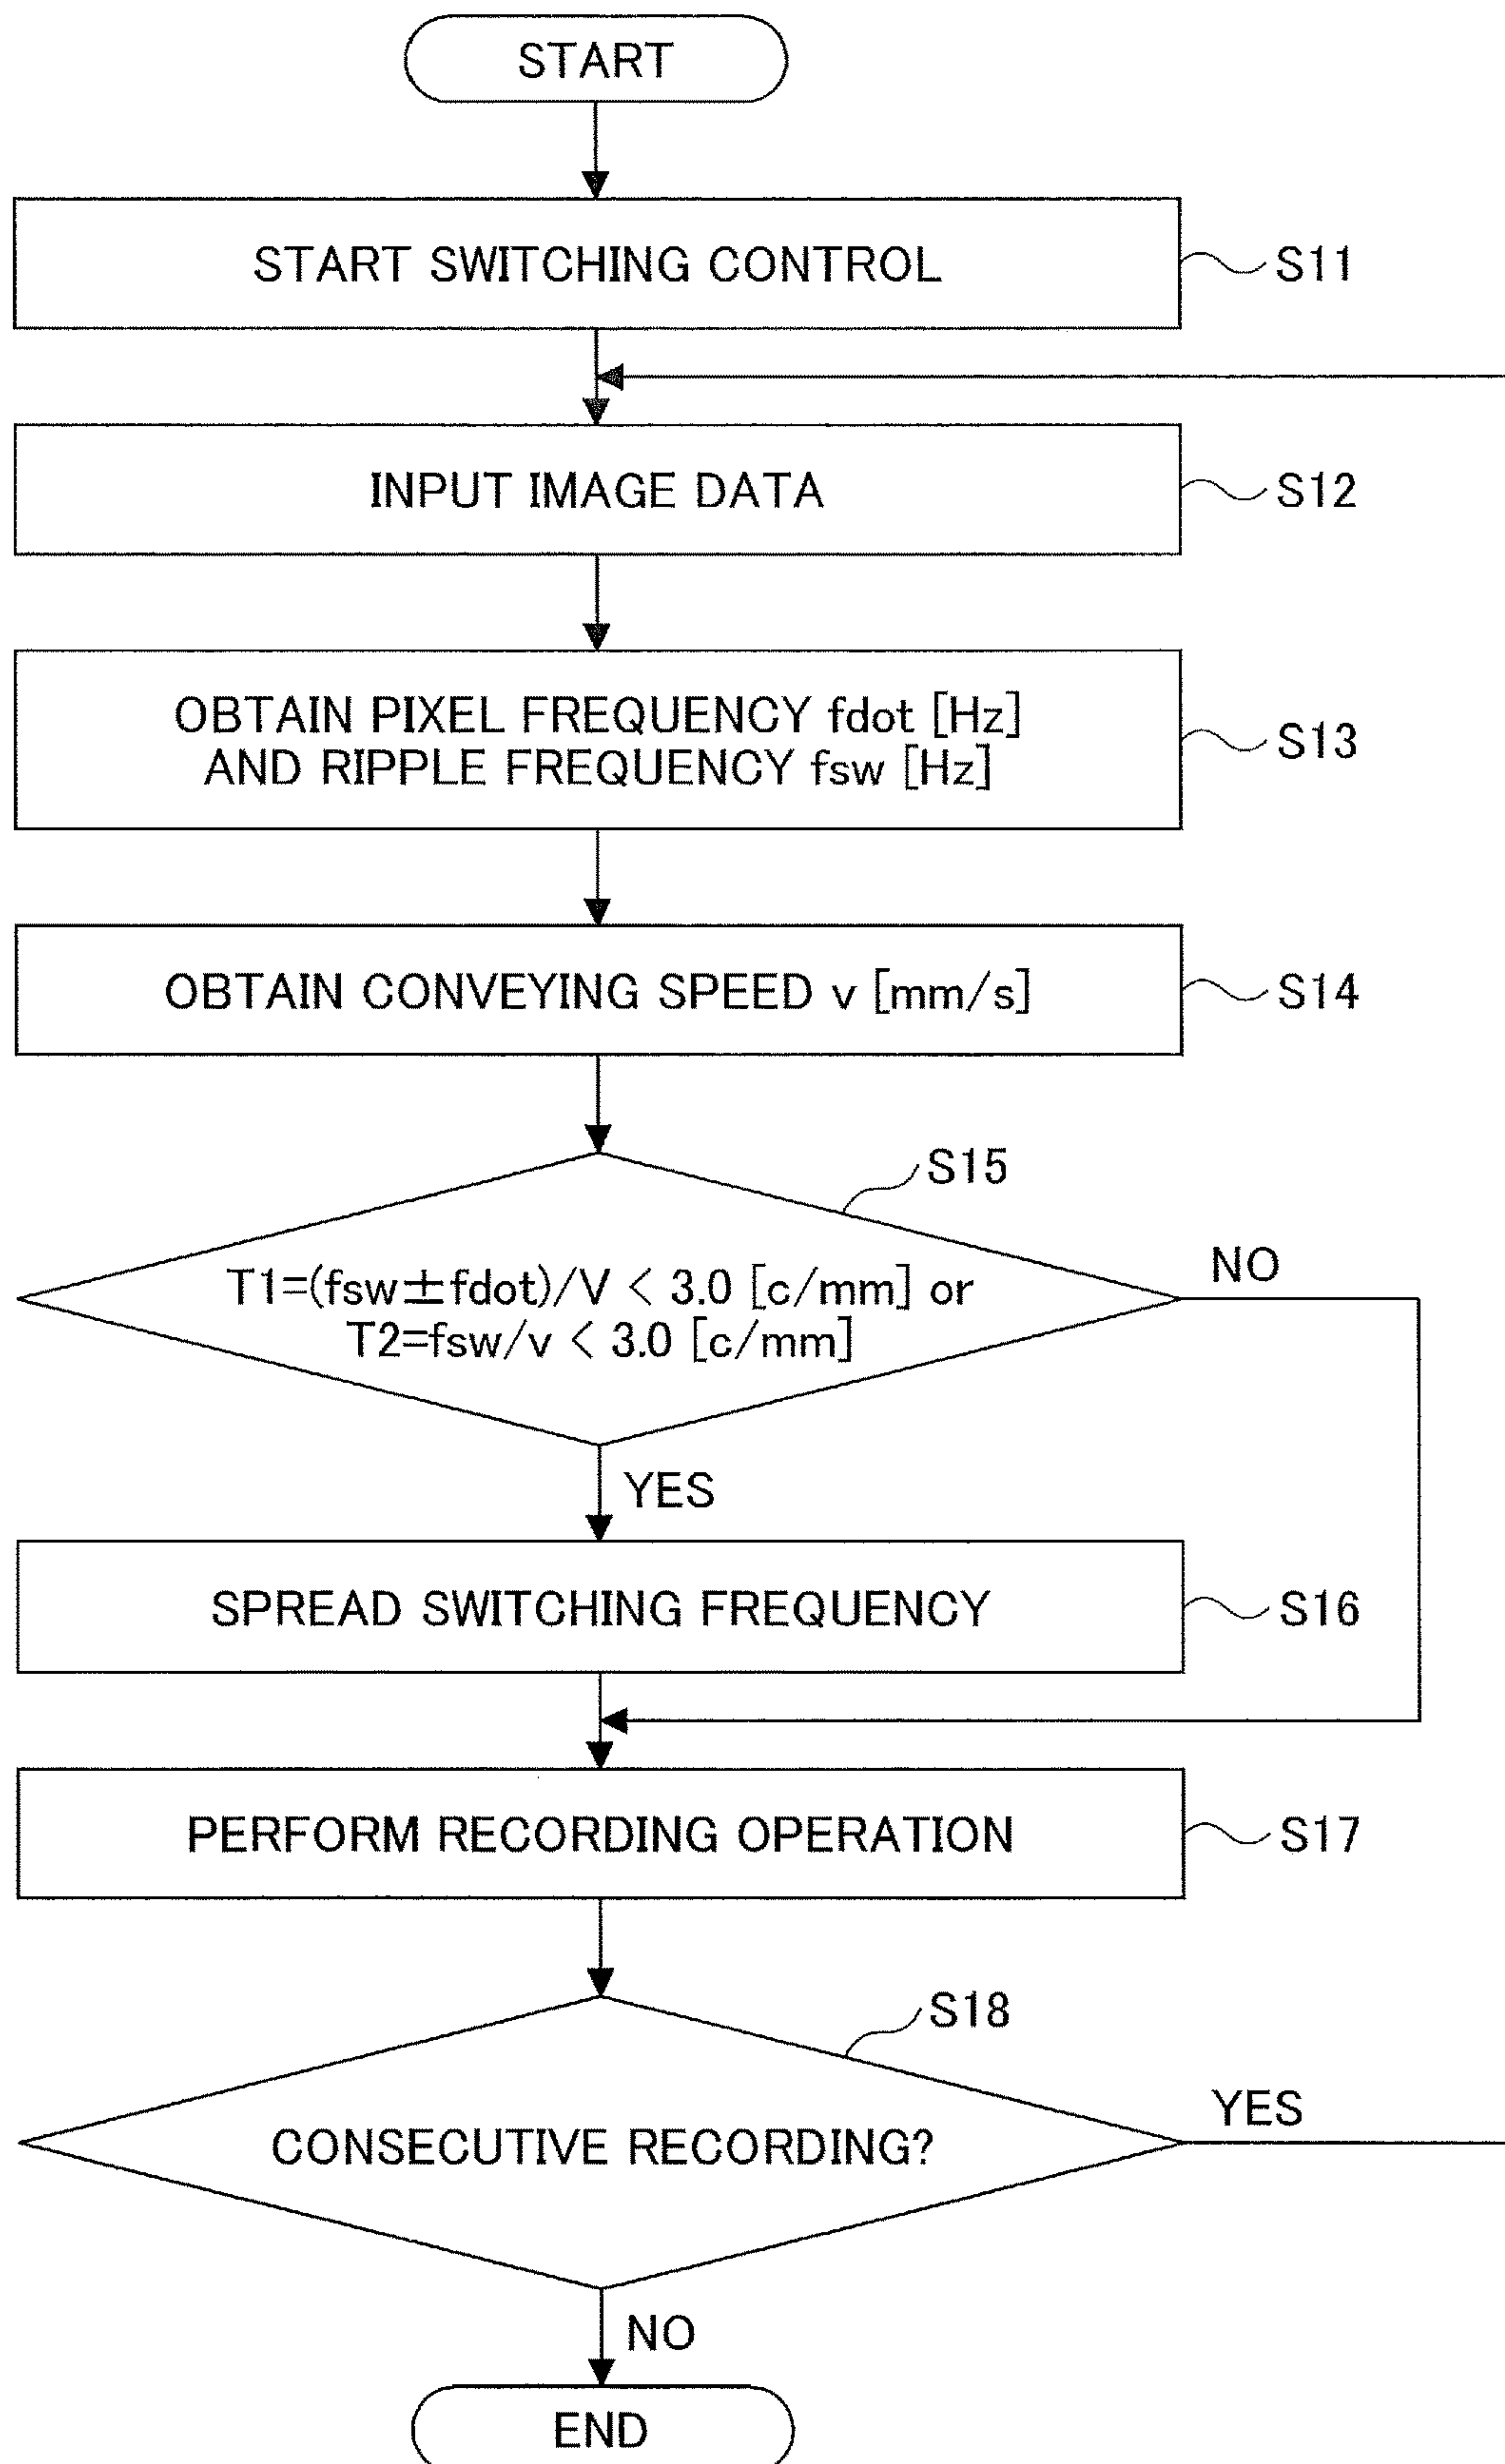 START
START SWITCHING CONTROL
S11
INPUT IMAGE DATA
S12
OBTAIN PIXEL FREQUENCY fdot [Hz]
AND RIPPLE FREQUENCY fsw [Hz]
S13
OBTAIN CONVEYING SPEED v [mm/s]
S14
S15
T1=(fsw±fdot)/V < 3.0 [c/mm] or
T2=fsw/v < 3.0 [c/mm]
NO
YES
SPREAD SWITCHING FREQUENCY
S16
PERFORM RECORDING OPERATION
S17
S18
CONSECUTIVE RECORDING?
YES
NO
END